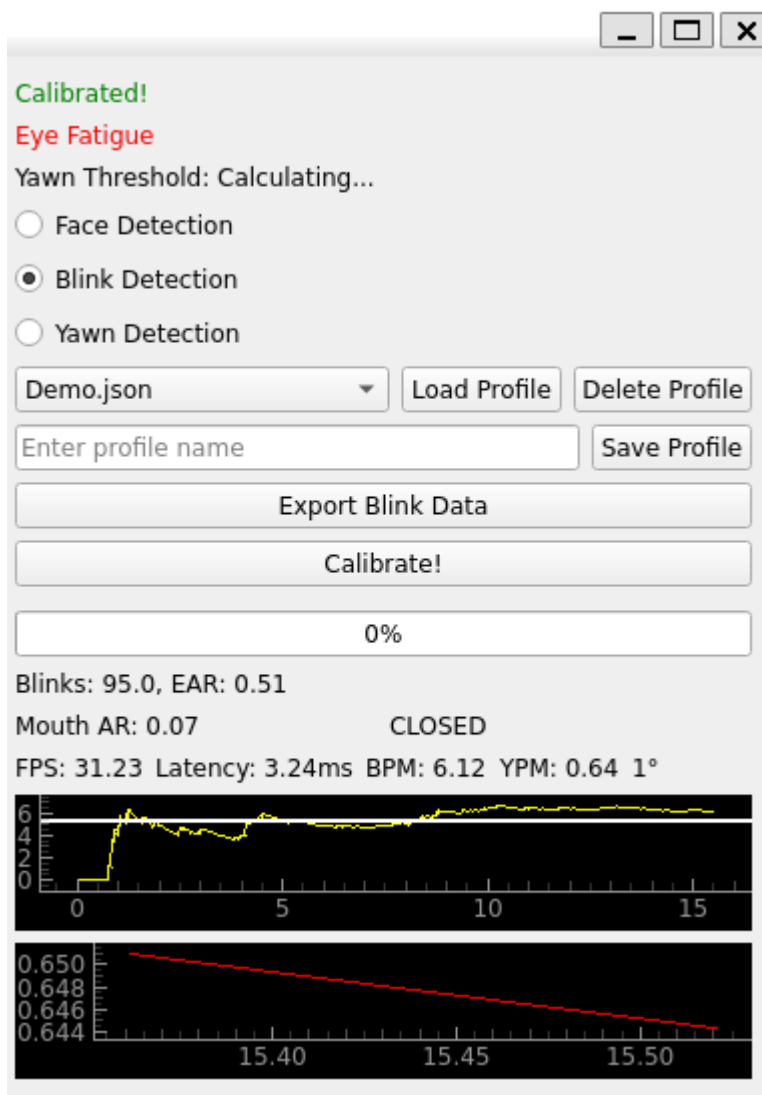 Calibrated!
Eye Fatigue
Yawn Threshold: Calculating...
Face Detection
Blink Detection
Yawn Detection
Demo.json Load Profile Delete Profile
Enter profile name Save Profile
Export Blink Data
Calibrate!
0%
Blinks: 95.0, EAR: 0.51
Mouth AR: 0.07 CLOSED
FPS: 31.23 Latency: 3.24ms BPM: 6.12 YPM: 0.64 1°
6
4
2
0
0 5 10 15
0.650
0.648
0.646
0.644
15.40 15.45 15.50